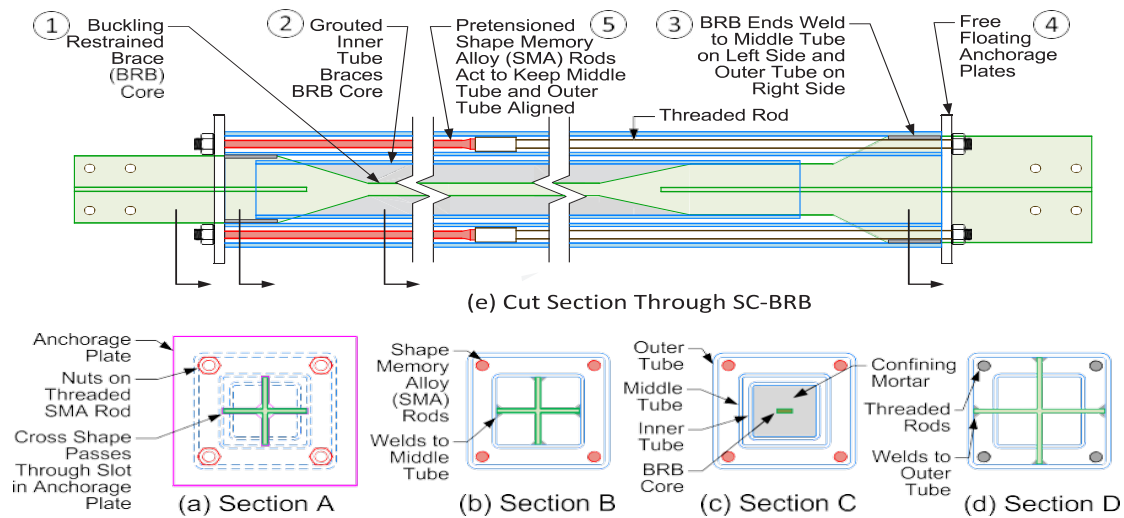 1
Buckling
Restrained
Brace
(BRB)
Core
2
Grouted
Inner
Tube
Braces
BRB Core
Pretensioned
Shape Memory
Alloy (SMA) Rods
Act to Keep Middle
Tube and Outer
Tube Aligned
5
3
BRB Ends Weld
to Middle Tube
on Left Side and
Outer Tube on
Right Side
Free
Floating
Anchorage
Plates
4
Threaded Rod
(e) Cut Section Through SC-BRB
Anchorage
Plate
Nuts on
Threaded
SMA Rod
Cross Shape
Passes
Through Slot
in Anchorage
Plate
(a) Section A
Shape
Memory
Alloy
(SMA)
Rods
Welds to
Middle
Tube
(b) Section B
Outer
Tube
Middle
Tube
Inner
Tube
BRB
Core
Confining
Mortar
(c) Section C
Threaded
Rods
Welds to
Outer
Tube
(d) Section D